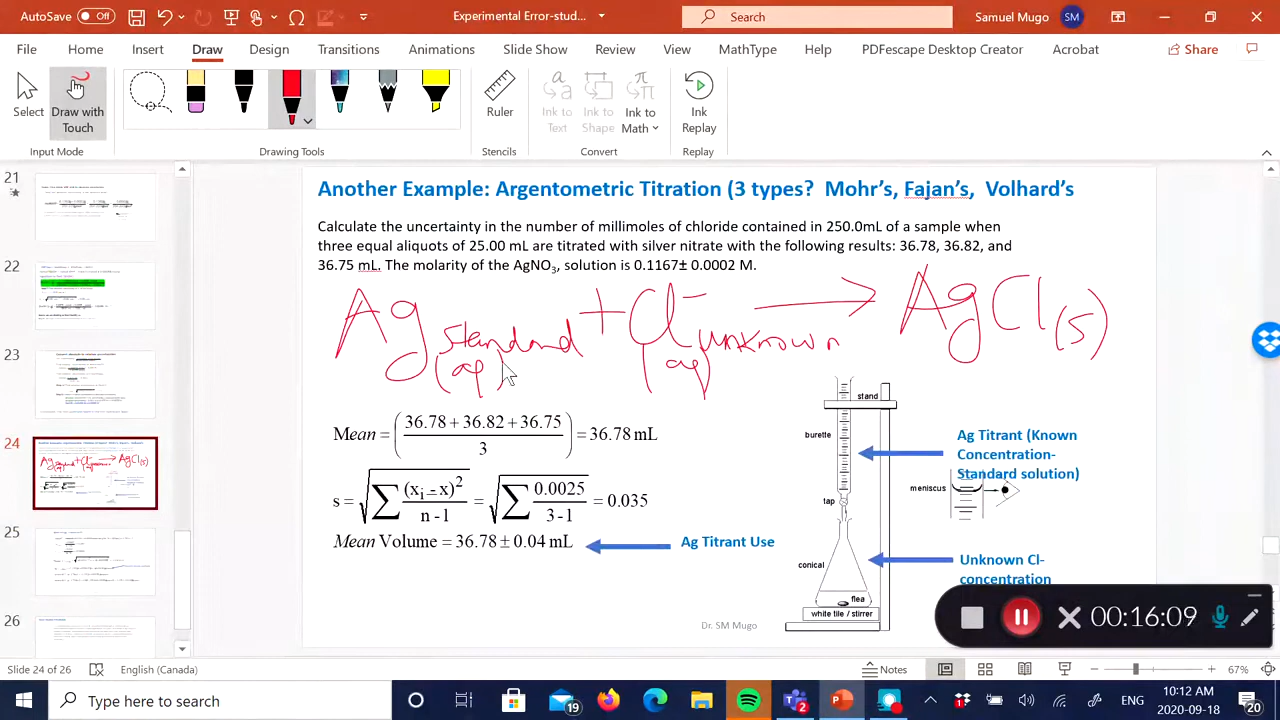 AutoSave Off
Titrimetric Argentometric Error-stud...
Search
Samuel Mugo SM
File Home Insert Draw Design Transitions Animations Slide Show Review View MathType Help PDFescape Desktop Creator Acrobat Share
Select
Draw with Touch
Input Mode
Drawing Tools
Ruler
Stencils
Ink to Text
Ink to Shape
Ink to Math
Convert
Ink Replay
Replay
21
22
23
24
25
26
Another Example: Argentometric Titration (3 types? Mohr's, Fajan's, Volhard's
Calculate the uncertainty in the number of millimoles of chloride contained in 250.0mL of a sample when
three equal aliquots of 25.00 mL are titrated with silver nitrate with the following results: 36.78, 36.82, and
36.75 mL. The molarity of the AgNO₃, solution is 0.1167± 0.0002
Ag standard (aq) + Cl⁻ unknown (aq) → AgCl(s)
Mean = ( 36.78 + 36.82 + 36.75 / 3 ) = 36.78 mL
s = √ ∑ (xᵢ - x)² / n - 1 = √ ∑ 0.0025 / 3 - 1 = 0.035
Mean Volume = 36.78 ± 0.04 mL
Ag Titrant Use
stand
burette
tap
conical
flea
white tile / stirrer
meniscus
Ag Titrant (Known
Concentration-
Standard solution)
Unknown Cl-
concentration
Dr. SM Mugo
00:16:09
Slide 24 of 26 English (Canada) Notes 67%
Type here to search
19
2
1
ENG
10:12 AM
2020-09-18
20